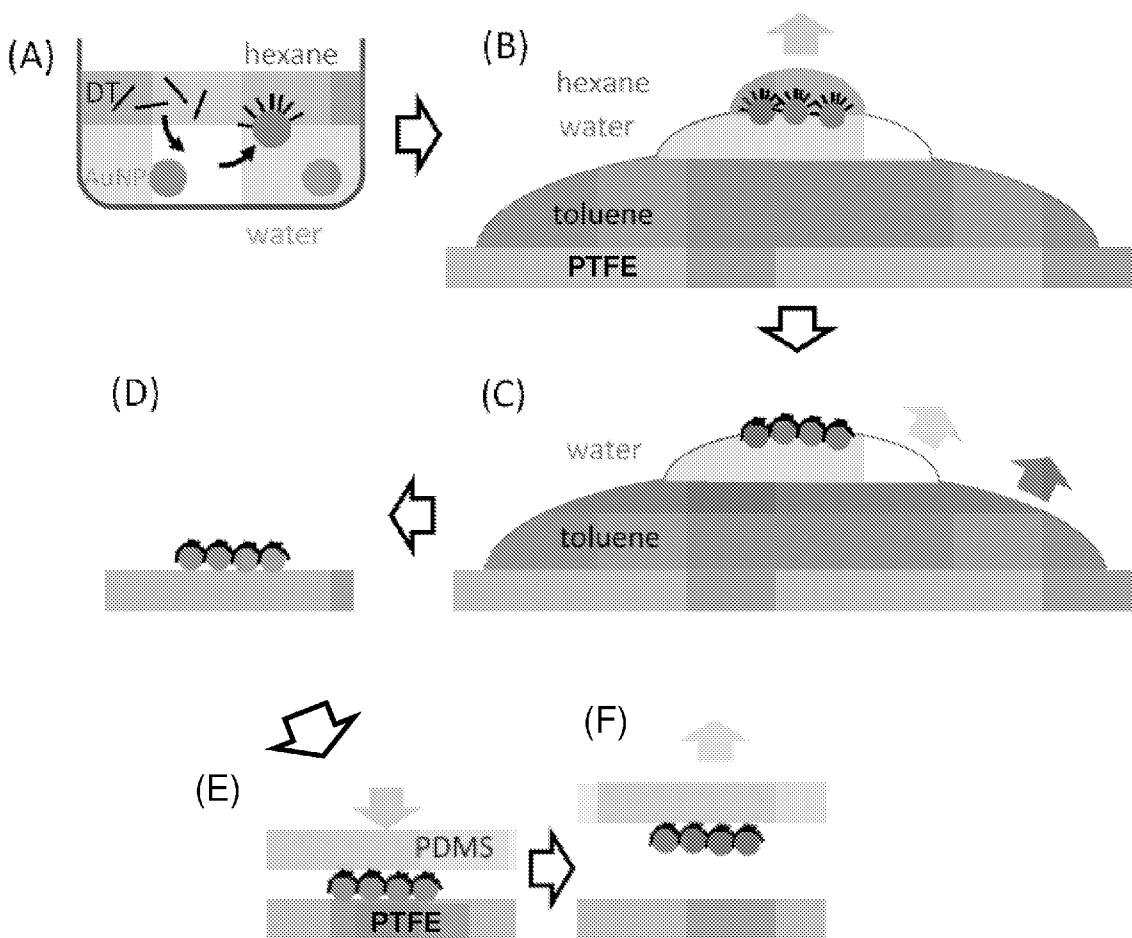 (A)
hexane
DT
AuNP
water
(B)
hexane
water
toluene
PTFE
(D)
(C)
water
toluene
(E)
PDMS
PTFE
(F)